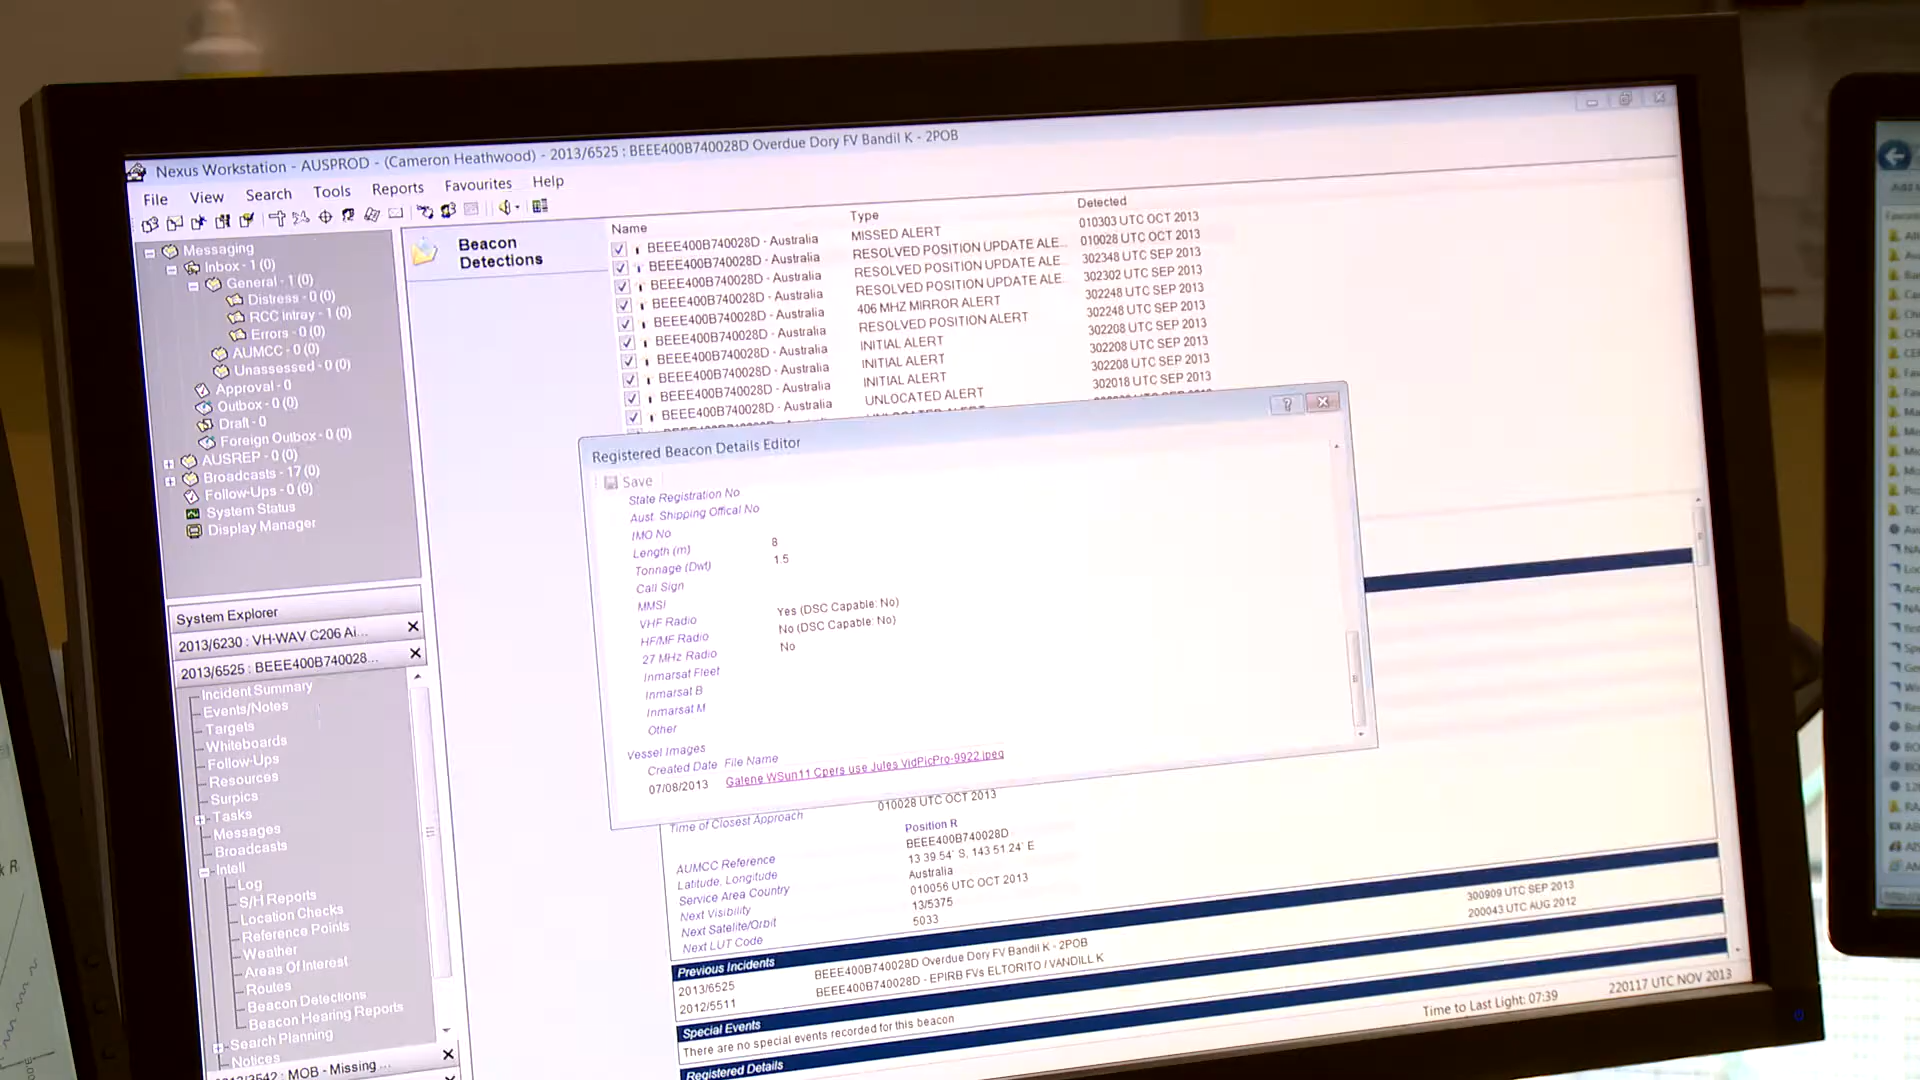 Nexus Workstation - AUSPROD - (Cameron Heathwood) - 2013/6525 : BEEE400B740028D Overdue Dory FV Bandil K - 2POB
File View Search Tools Reports Favourites Help
Messaging
Inbox - 1 (0)
General - 1 (0)
Distress - 0 (0)
RCC Intray - 1 (0)
Errors - 0 (0)
AUMCC - 0 (0)
Unassessed - 0 (0)
Approval - 0
Outbox - 0 (0)
Draft - 0
Foreign Outbox - 0 (0)
AUSREP - 0 (0)
Broadcasts - 17 (0)
Follow-Ups - 0 (0)
System Status
Display Manager
System Explorer
2013/6230 : VH-WAV C206 Ai...
2013/6525 : BEEE400B740028...
Incident Summary
Events/Notes
Targets
Whiteboards
Follow-Ups
Resources
Surpics
Tasks
Messages
Broadcasts
Intell
Log
S/H Reports
Location Checks
Reference Points
Weather
Areas Of Interest
Routes
Beacon Detections
Beacon Hearing Reports
Search Planning
Notices
MOB - Missing ...
Beacon
Detections
Name Type Detected
BEEE400B740028D - Australia MISSED ALERT 010303 UTC OCT 2013
BEEE400B740028D - Australia RESOLVED POSITION UPDATE ALE... 010028 UTC OCT 2013
BEEE400B740028D - Australia RESOLVED POSITION UPDATE ALE... 302348 UTC SEP 2013
BEEE400B740028D - Australia RESOLVED POSITION UPDATE ALE... 302302 UTC SEP 2013
BEEE400B740028D - Australia 406 MHZ MIRROR ALERT 302248 UTC SEP 2013
BEEE400B740028D - Australia RESOLVED POSITION ALERT 302248 UTC SEP 2013
BEEE400B740028D - Australia INITIAL ALERT 302208 UTC SEP 2013
BEEE400B740028D - Australia INITIAL ALERT 302208 UTC SEP 2013
BEEE400B740028D - Australia INITIAL ALERT 302208 UTC SEP 2013
BEEE400B740028D - Australia UNLOCATED ALERT 302018 UTC SEP 2013
Registered Beacon Details Editor
Save
State Registration No
Aust. Shipping Offical No
IMO No
Length (m) 8
Tonnage (Dwt) 1.5
Call Sign
MMSI
VHF Radio Yes (DSC Capable: No)
HF/MF Radio No (DSC Capable: No)
27 MHz Radio No
Inmarsat Fleet
Inmarsat B
Inmarsat M
Other
Vessel Images
Created Date File Name
07/08/2013 Galene WSun11 Cpers use Jules VidPicPro-9922.jpeg
Time of Closest Approach 010028 UTC OCT 2013
Position R
AUMCC Reference BEEE400B740028D
Latitude, Longitude 13 39 54' S, 143 51 24' E
Service Area Country Australia
Next Visibility 010056 UTC OCT 2013
Next Satelite/Orbit 13/5375
Next LUT Code 5033
Previous Incidents
2013/6525 BEEE400B740028D Overdue Dory FV Bandil K - 2POB 300909 UTC SEP 2013
2012/5511 BEEE400B740028D - EPIRB FVs ELTORITO / VANDILL K 200043 UTC AUG 2012
Special Events
There are no special events recorded for this beacon
Registered Details
Time to Last Light: 07:39 220117 UTC NOV 2013